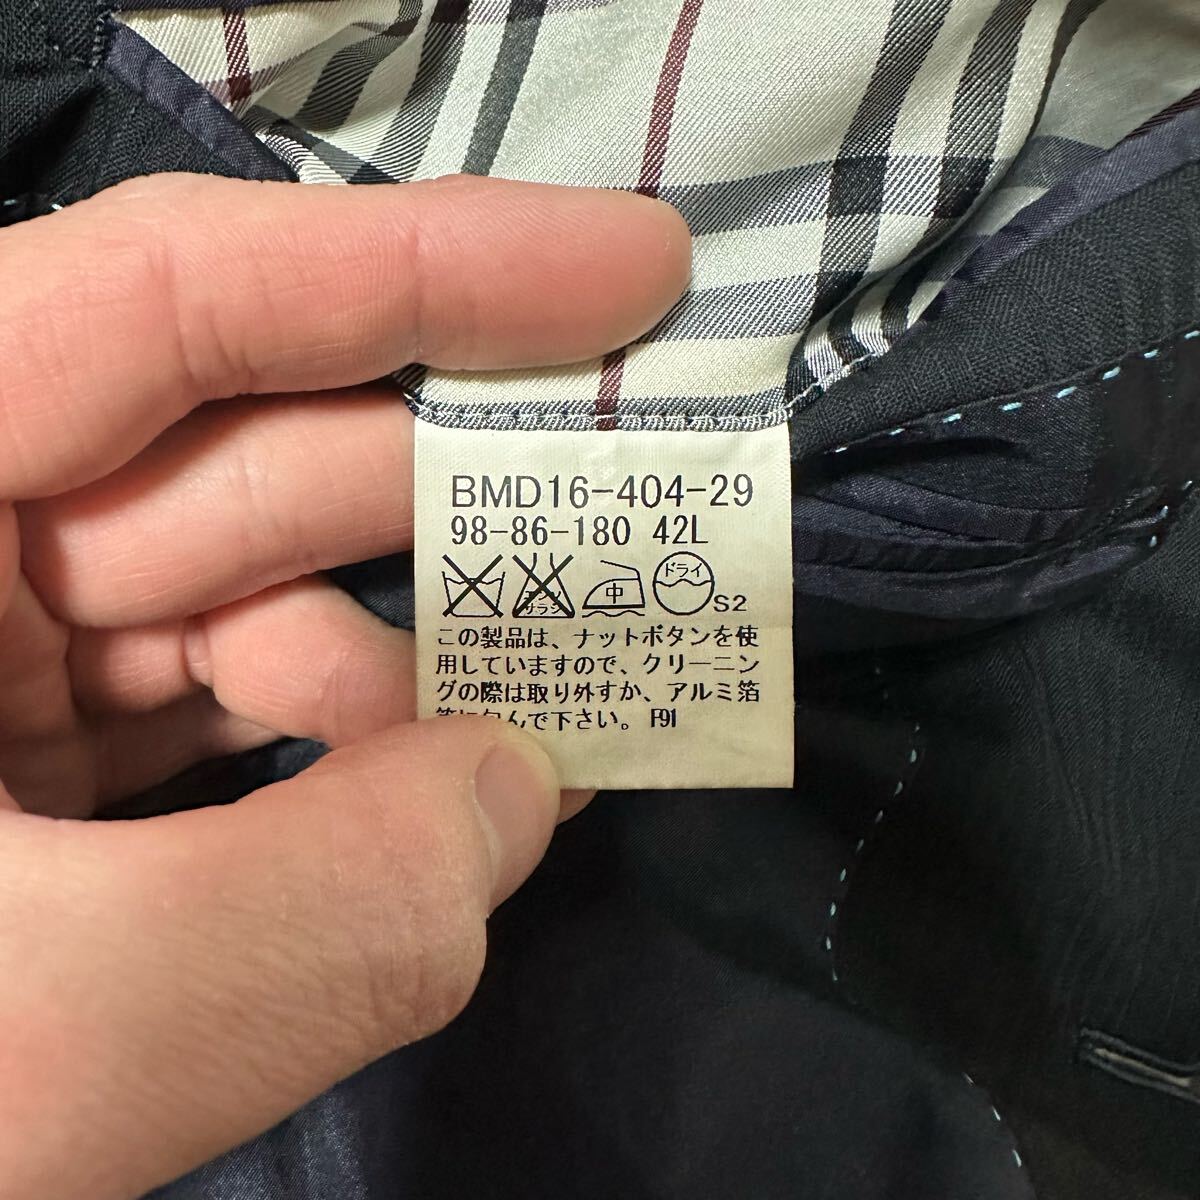 BMD16-404-29
98-86-180 42L
エンソ
サラシ
中
ドライ
S2
この製品は、ナットボタンを使
用していますので、クリーニン
グの際は取り外すか、アルミ箔
等に包んで下さい。 F91